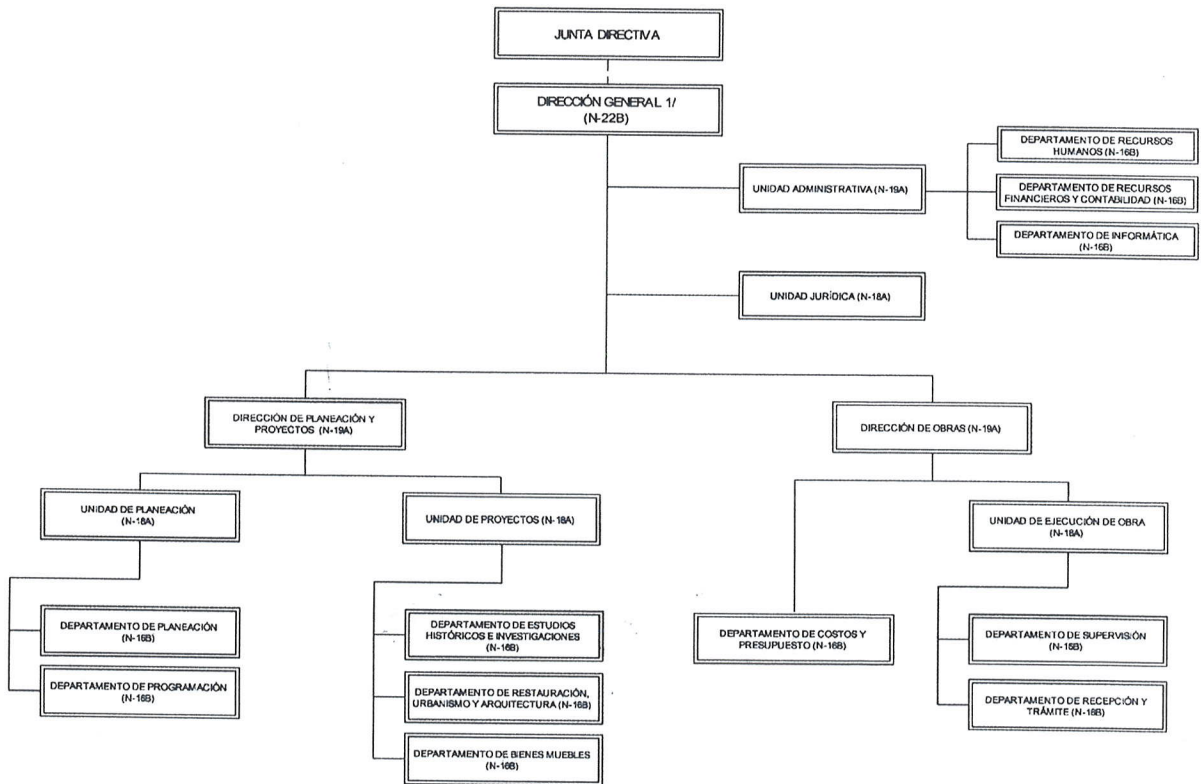 JUNTA DIRECTIVA
DIRECCIÓN GENERAL 1/
(N-22B)
DEPARTAMENTO DE RECURSOS
HUMANOS (N-16B)
UNIDAD ADMINISTRATIVA (N-19A)
DEPARTAMENTO DE RECURSOS
FINANCIEROS Y CONTABILIDAD (N-16B)
DEPARTAMENTO DE INFORMÁTICA
(N-16B)
UNIDAD JURÍDICA (N-18A)
DIRECCIÓN DE PLANEACIÓN Y
PROYECTOS (N-19A)
DIRECCIÓN DE OBRAS (N-19A)
UNIDAD DE PLANEACIÓN
(N-18A)
UNIDAD DE PROYECTOS (N-18A)
UNIDAD DE EJECUCIÓN DE OBRA
(N-18A)
DEPARTAMENTO DE PLANEACIÓN
(N-16B)
DEPARTAMENTO DE PROGRAMACIÓN
(N-16B)
DEPARTAMENTO DE ESTUDIOS
HISTÓRICOS E INVESTIGACIONES
(N-16B)
DEPARTAMENTO DE RESTAURACIÓN,
URBANISMO Y ARQUITECTURA (N-16B)
DEPARTAMENTO DE BIENES MUEBLES
(N-16B)
DEPARTAMENTO DE COSTOS Y
PRESUPUESTO (N-16B)
DEPARTAMENTO DE SUPERVISIÓN
(N-16B)
DEPARTAMENTO DE RECEPCIÓN Y
TRÁMITE (N-16B)